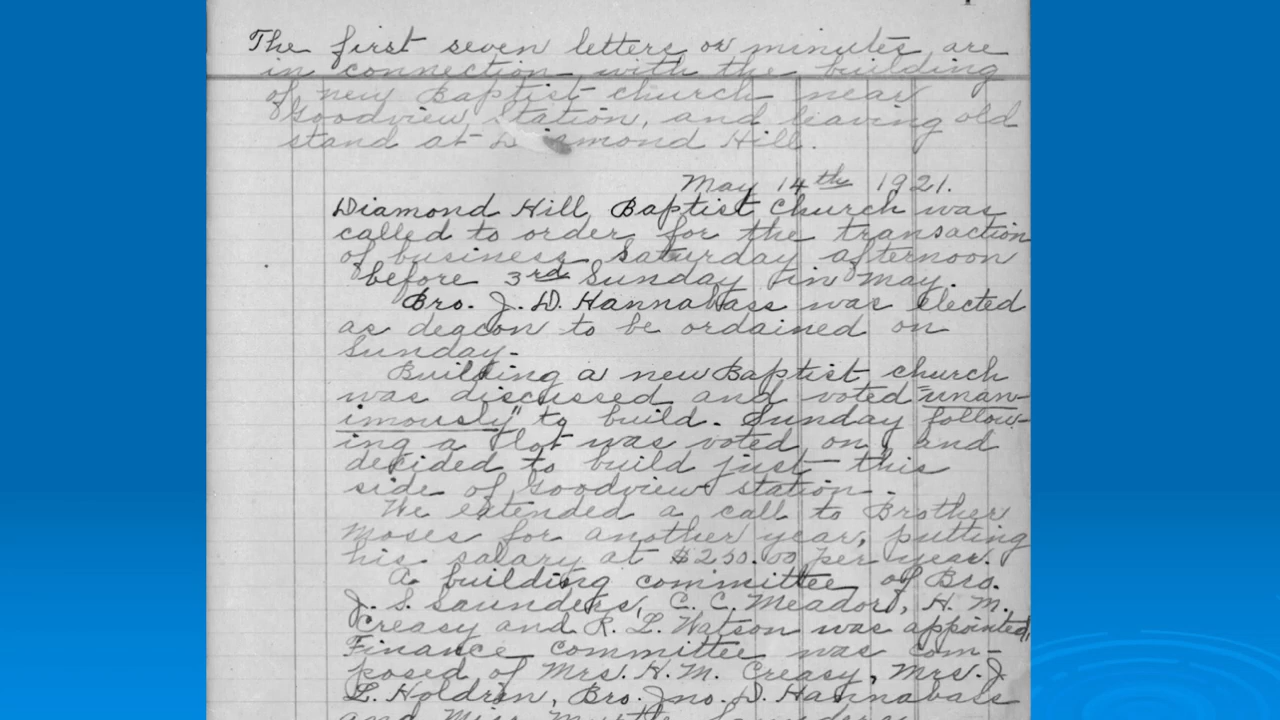 The first seven letters or minutes are
in connection with the building
of new Baptist church near
Goodview Station, and leaving old
stand at Diamond Hill.
May 14th 1921.
Diamond Hill Baptist Church was
called to order for the transaction
of business Saturday afternoon
before 3rd Sunday in May.
Bro. J. D. Hannabass was elected
as deacon to be ordained on
Sunday.
Building a new Baptist church
was discussed and voted "unan-
imously" to build. Sunday follow-
ing a plot was voted on and
decided to build just this
side of Goodview station.
We extended a call to Brother
Moses for another year, putting
his salary at $250.00 per year.
A building committee of Bro.
J. S. Saunders, C. C. Meador, H. M.
Creasy and R. L. Watson was appointed.
Finance committee was com-
posed of Mrs. H. M. Creasy, Mrs. J.
L. Holdren, Bro. Jno. D. Hannabass
and Miss Myrtle Saunders